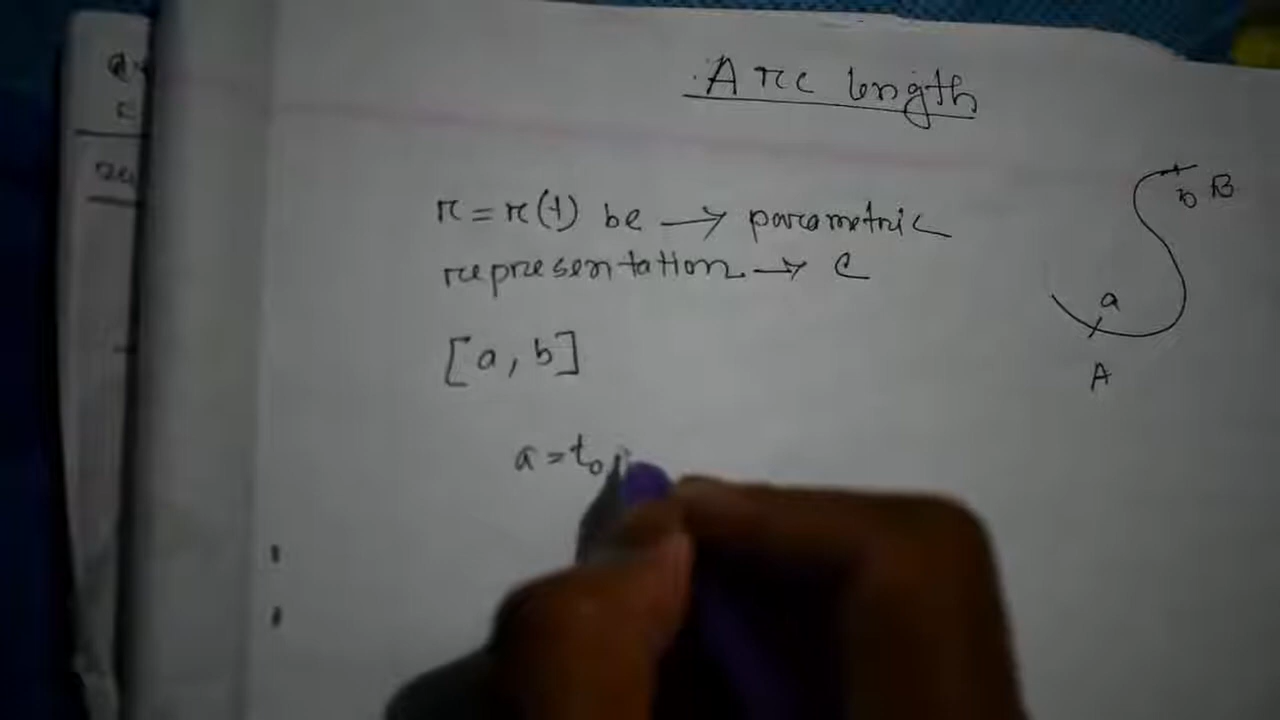 Arc length
r = r(t) be → parametric
representation → C
[a, b]
a = t₀
B
b
a
A